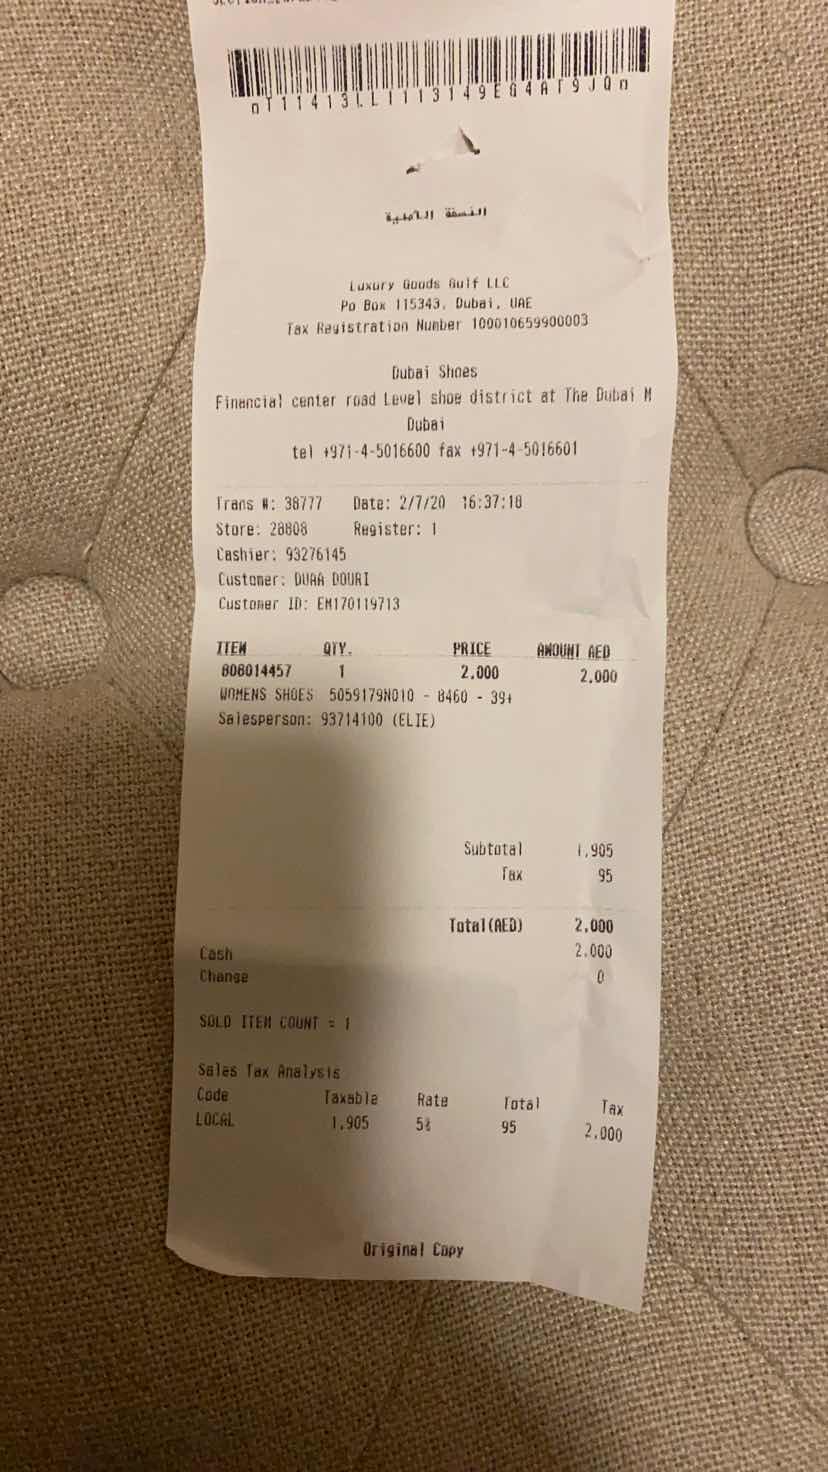 nT11413LL1113149EG4AT9JQn
النسخة الأصلية
Luxury Goods Gulf LLC
Po Box 115343, Dubai, UAE
Tax Registration Number 100010659900003
Dubai Shoes
Financial center road Level shoe district at The Dubai M
Dubai
tel +971-4-5016600 fax +971-4-5016601
Trans #: 38777 Date: 2/7/20 16:37:18
Store: 28808 Register: 1
Cashier: 93276145
Customer: DUAA DOURI
Customer ID: EM170119713
ITEM QTY. PRICE AMOUNT AED
808014457 1 2,000 2,000
WOMENS SHOES 5059179N010 - 8460 - 39+
Salesperson: 93714100 (ELIE)
Subtotal 1,905
Tax 95
Total(AED) 2,000
Cash 2,000
Change 0
SOLD ITEM COUNT = 1
Sales Tax Analysis
Code Taxable Rate Total Tax
LOCAL 1,905 5% 95 2,000
Original Copy